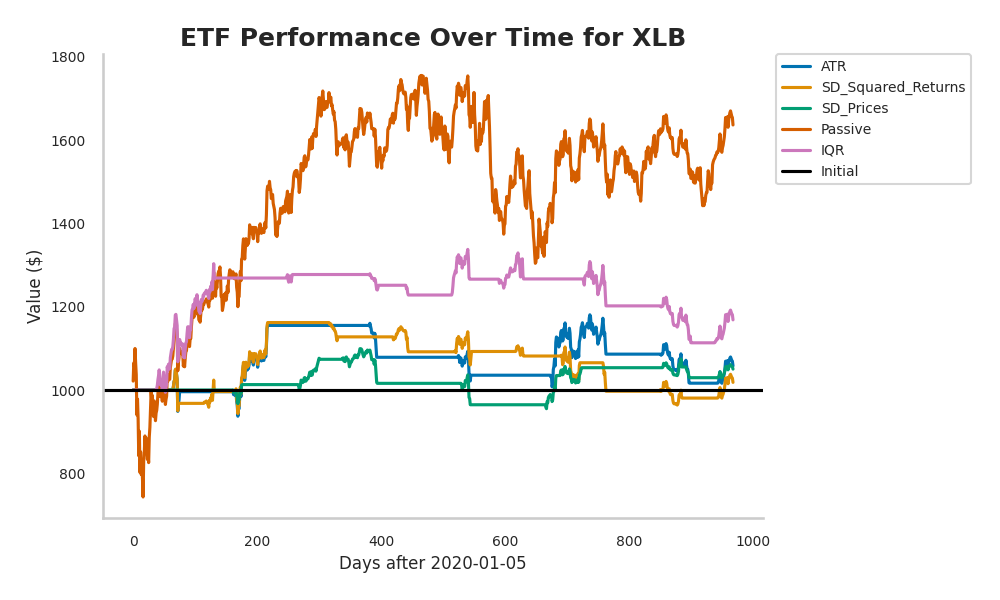 ETF Performance Over Time for XLB
1800
1600
1400
1200
1000
800
Value ($)
0
200
400
600
800
1000
Days after 2020-01-05
ATR
SD_Squared_Returns
SD_Prices
Passive
IQR
Initial